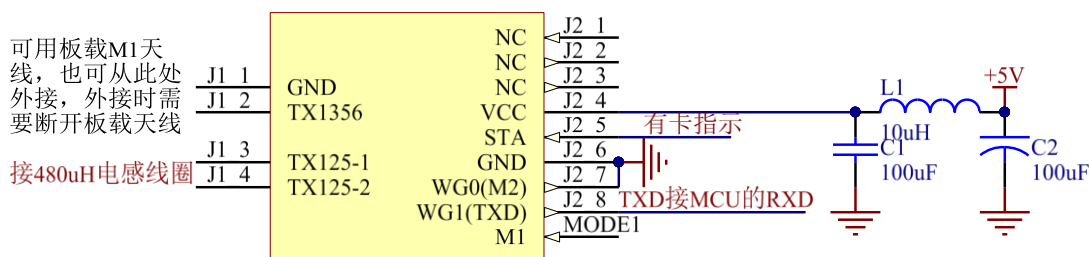 可用板载M1天
线，也可从此处
外接，外接时需
要断开板载天线
接480uH电感线圈
J1 1
J1 2
J1 3
J1 4
GND
TX1356
TX125-1
TX125-2
NC
NC
NC
VCC
STA
GND
WG0(M2)
WG1(TXD)
M1
J2 1
J2 2
J2 3
J2 4
J2 5
J2 6
J2 7
J2 8
MODE1
有卡指示
TXD接MCU的RXD
L1
10uH
C1
100uF
+5V
C2
100uF